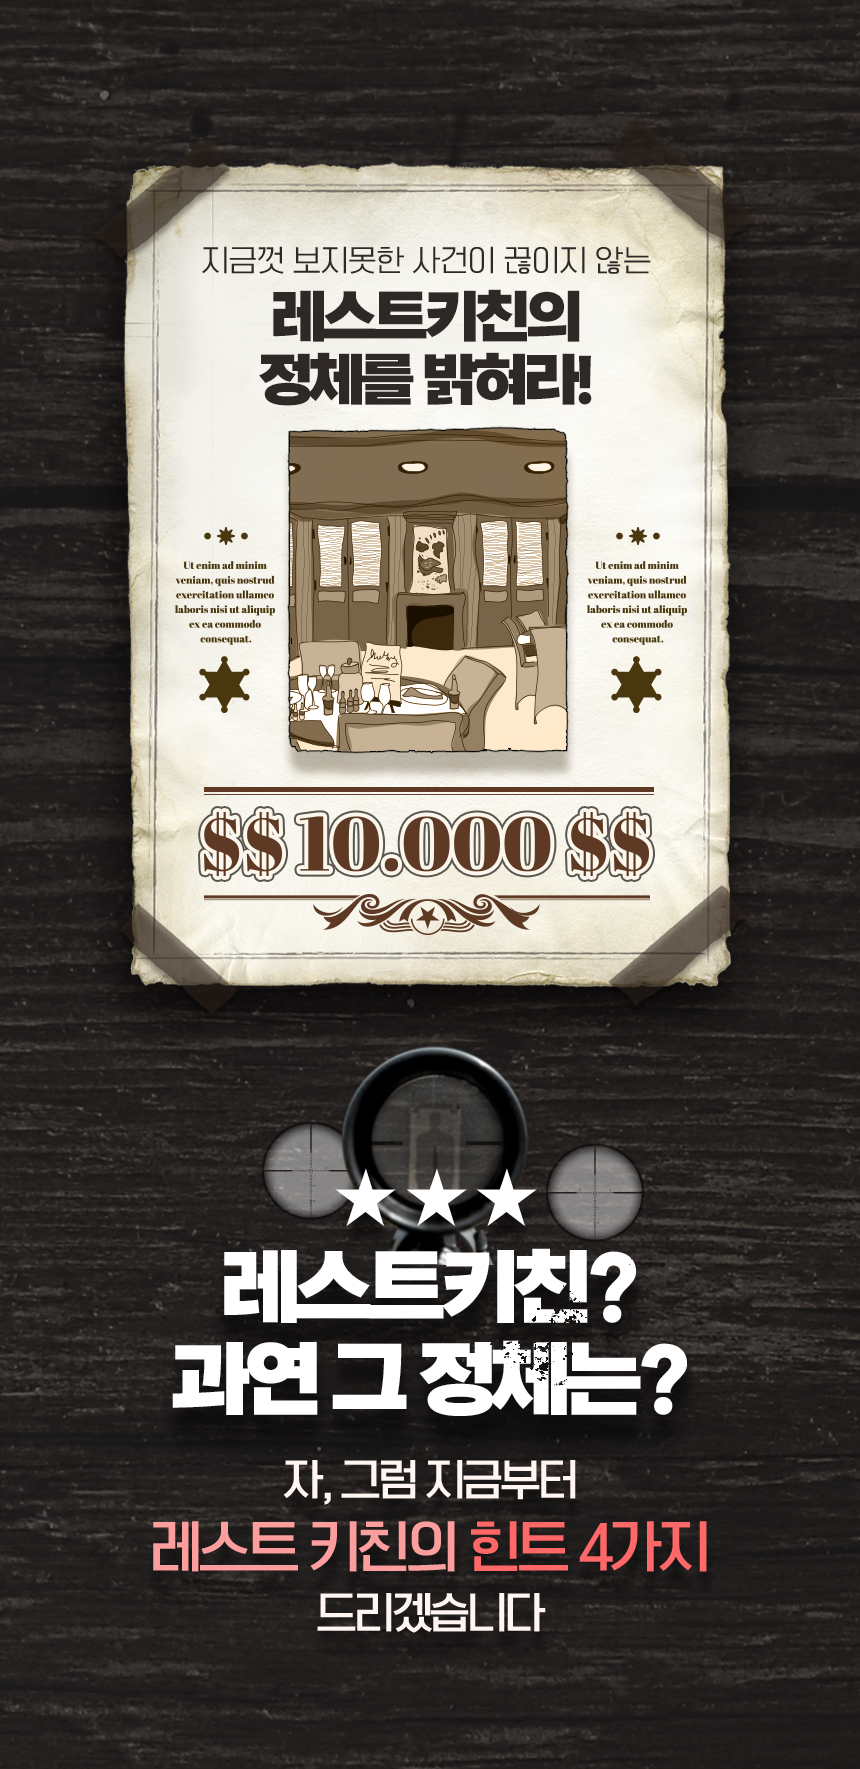 지금껏 보지못한 사건이 끊이지 않는
레스트키친의
정체를 밝혀라!
Ut enim ad minim
veniam, quis nostrud
exercitation ullamco
laboris nisi ut aliquip
ex ea commodo
consequat.
Ut enim ad minim
veniam, quis nostrud
exercitation ullamco
laboris nisi ut aliquip
ex ea commodo
consequat.
$$ 10.000 $$
레스트키친?
과연 그 정체는?
자, 그럼 지금부터
레스트 키친의 힌트 4가지
드리겠습니다